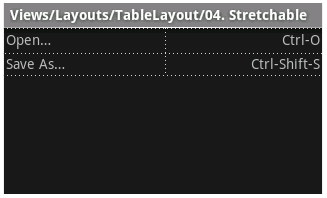 Views/Layouts/TableLayout/04. Stretchable
Open... Ctrl-O
Save As... Ctrl-Shift-S